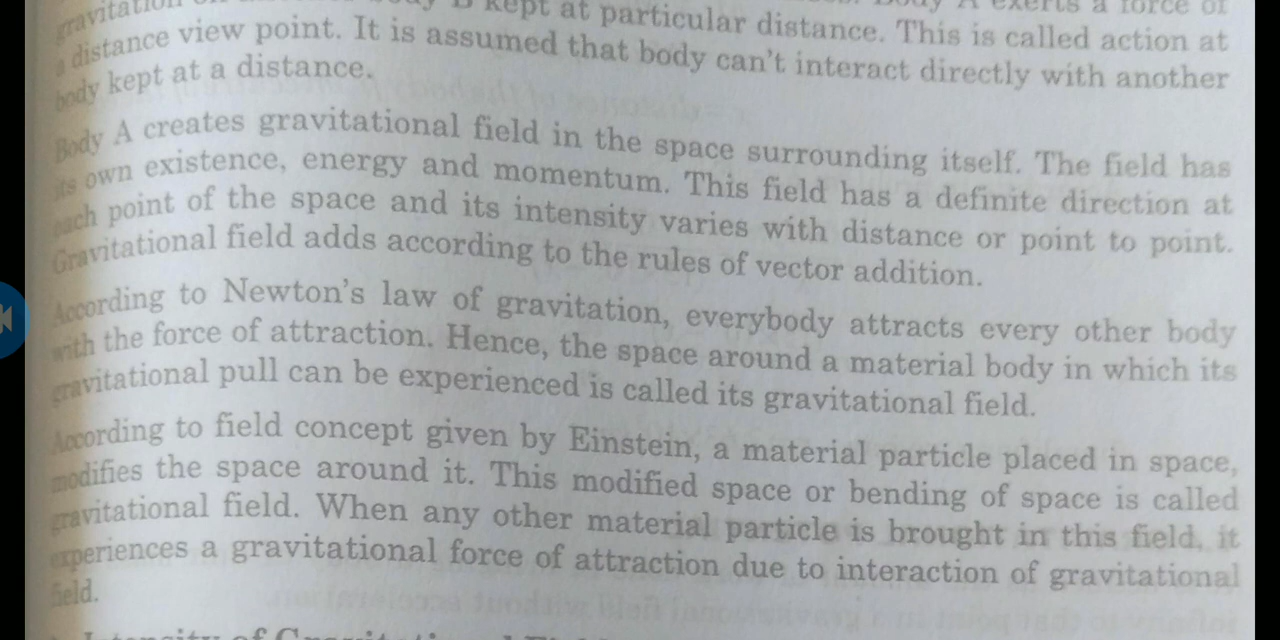 gravitation on another body B kept at particular distance. Body A exerts a force of
a distance view point. It is assumed that body can't interact directly with another
body kept at a distance.
Body A creates gravitational field in the space surrounding itself. The field has
its own existence, energy and momentum. This field has a definite direction at
each point of the space and its intensity varies with distance or point to point.
Gravitational field adds according to the rules of vector addition.
According to Newton's law of gravitation, everybody attracts every other body
with the force of attraction. Hence, the space around a material body in which its
gravitational pull can be experienced is called its gravitational field.
According to field concept given by Einstein, a material particle placed in space,
modifies the space around it. This modified space or bending of space is called
gravitational field. When any other material particle is brought in this field, it
experiences a gravitational force of attraction due to interaction of gravitational
field.
Intensity of Gravitational Field